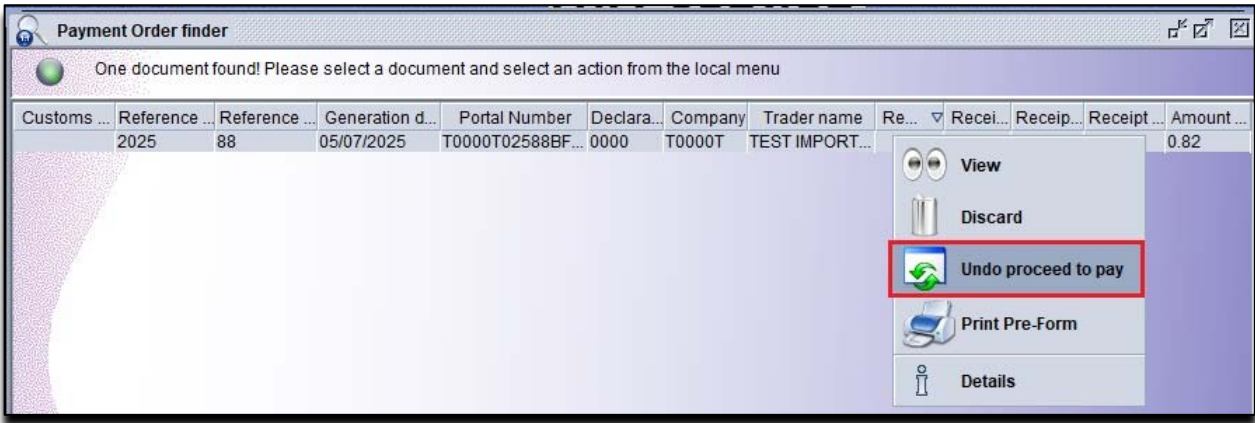 Payment Order finder
One document found! Please select a document and select an action from the local menu
Customs ... Reference ... Reference ... Generation d... Portal Number Declara... Company Trader name Re... Recei... Receip... Receipt ... Amount ...
2025 88 05/07/2025 T0000T02588BF... 0000 T0000T TEST IMPORT... 0.82
View
Discard
Undo proceed to pay
Print Pre-Form
Details